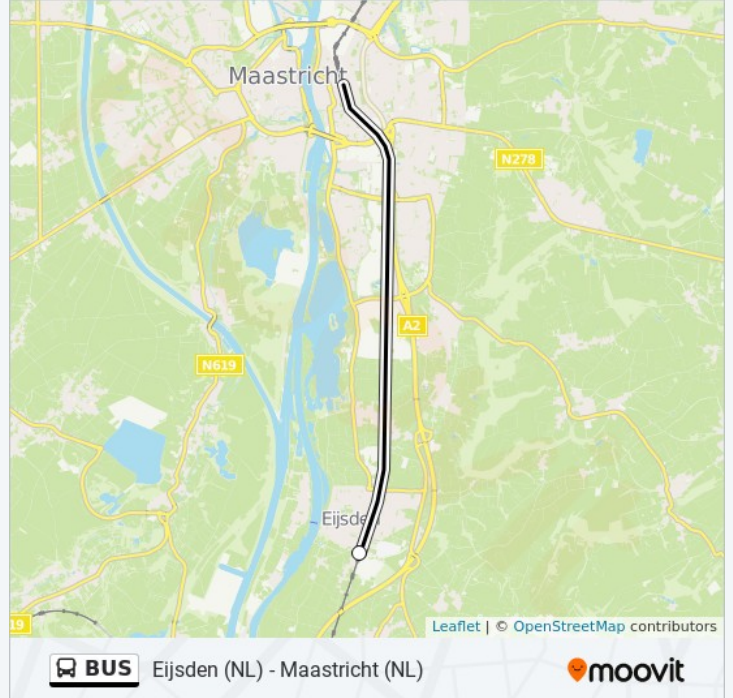 Maastricht
N278
A2
N619
Eijsden
19
Leaflet | © OpenStreetMap contributors
BUS Eijsden (NL) - Maastricht (NL) moovit